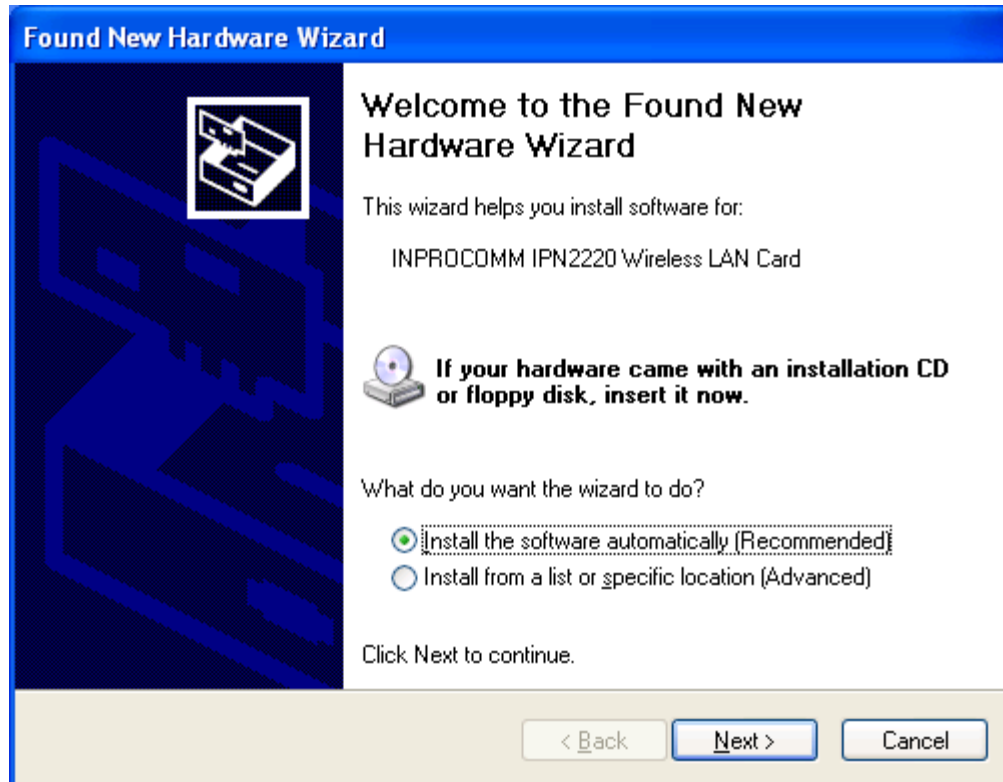 Found New Hardware Wizard
Welcome to the Found New
Hardware Wizard
This wizard helps you install software for:
INPROCOMM IPN2220 Wireless LAN Card
If your hardware came with an installation CD
or floppy disk, insert it now.
What do you want the wizard to do?
Install the software automatically (Recommended)
Install from a list or specific location (Advanced)
Click Next to continue.
< Back Next > Cancel